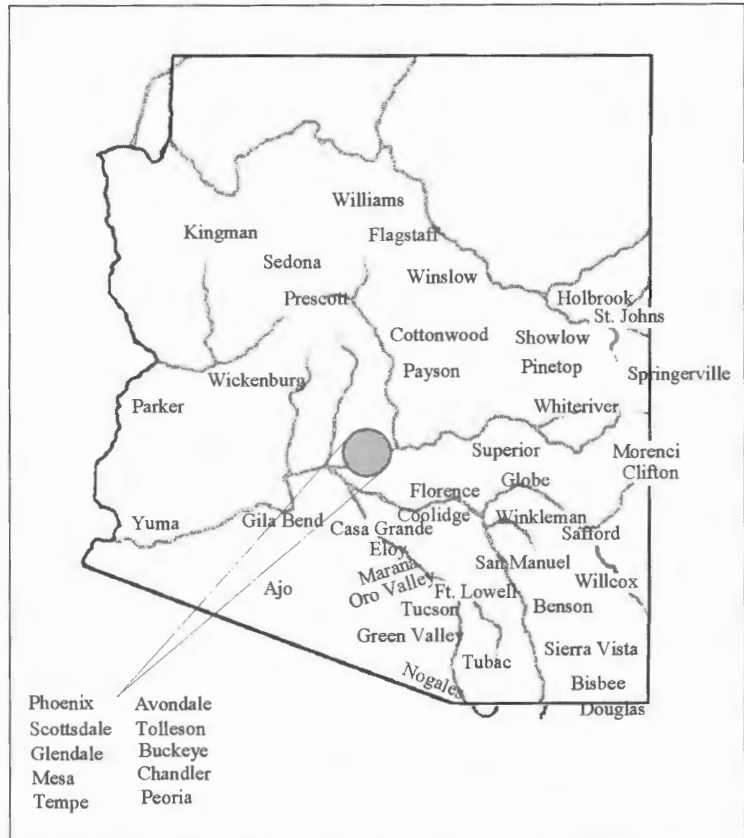 Williams
Kingman
Flagstaff
Sedona
Winslow
Prescott
Holbrook
St. Johns
Cottonwood
Showlow
Payson
Pinetop
Springerville
Wickenburg
Parker
Whiteriver
Superior
Morenci
Clifton
Globe
Florence
Yuma
Gila Bend
Coolidge
Winkleman
Casa Grande
Safford
Eloy
San Manuel
Marana
Willcox
Oro Valley
Ajo
Ft. Lowell
Tucson
Benson
Green Valley
Sierra Vista
Tubac
Nogales
Bisbee
Douglas
Phoenix
Scottsdale
Glendale
Mesa
Tempe
Avondale
Tolleson
Buckeye
Chandler
Peoria